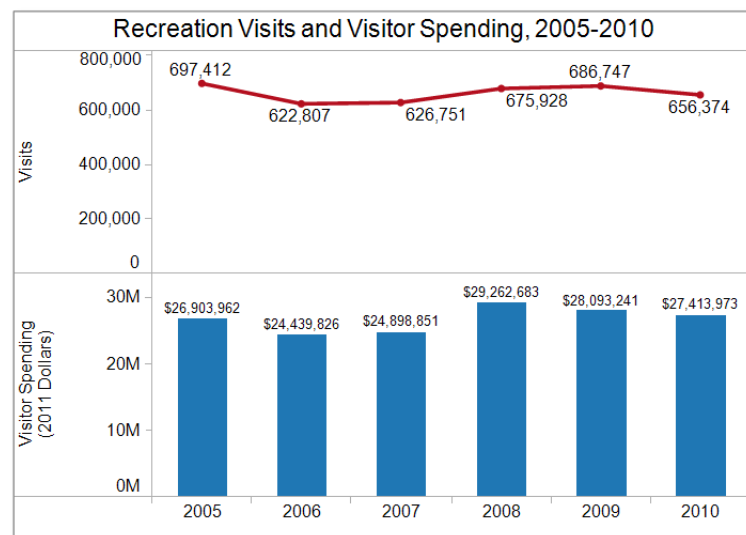 Recreation Visits and Visitor Spending, 2005-2010
800,000
600,000
400,000
200,000
0
Visits
697,412
622,807
626,751
675,928
686,747
656,374
30M
20M
10M
0M
Visitor Spending
(2011 Dollars)
$26,903,962
$24,439,826
$24,898,851
$29,262,683
$28,093,241
$27,413,973
2005
2006
2007
2008
2009
2010